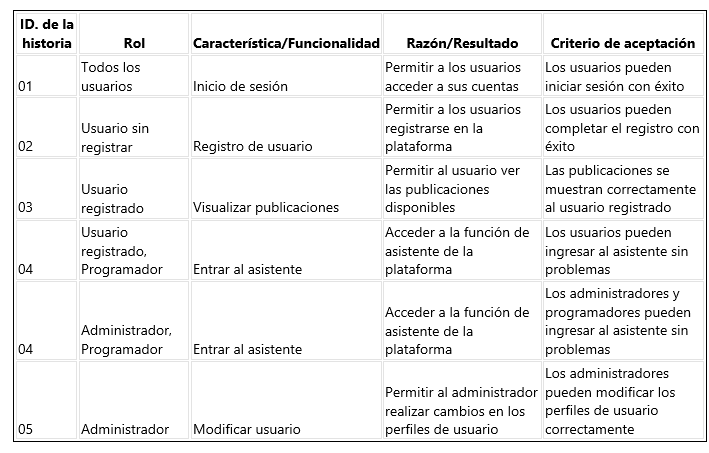 ID. de la
historia
Rol
Característica/Funcionalidad
Razón/Resultado
Criterio de aceptación
01
Todos los
usuarios
Inicio de sesión
Permitir a los usuarios
acceder a sus cuentas
Los usuarios pueden
iniciar sesión con éxito
02
Usuario sin
registrar
Registro de usuario
Permitir a los usuarios
registrarse en la
plataforma
Los usuarios pueden
completar el registro con
éxito
03
Usuario
registrado
Visualizar publicaciones
Permitir al usuario ver
las publicaciones
disponibles
Las publicaciones se
muestran correctamente
al usuario registrado
04
Usuario
registrado,
Programador
Entrar al asistente
Acceder a la función de
asistente de la
plataforma
Los usuarios pueden
ingresar al asistente sin
problemas
04
Administrador,
Programador
Entrar al asistente
Acceder a la función de
asistente de la
plataforma
Los administradores y
programadores pueden
ingresar al asistente sin
problemas
05
Administrador
Modificar usuario
Permitir al administrador
realizar cambios en los
perfiles de usuario
Los administradores
pueden modificar los
perfiles de usuario
correctamente